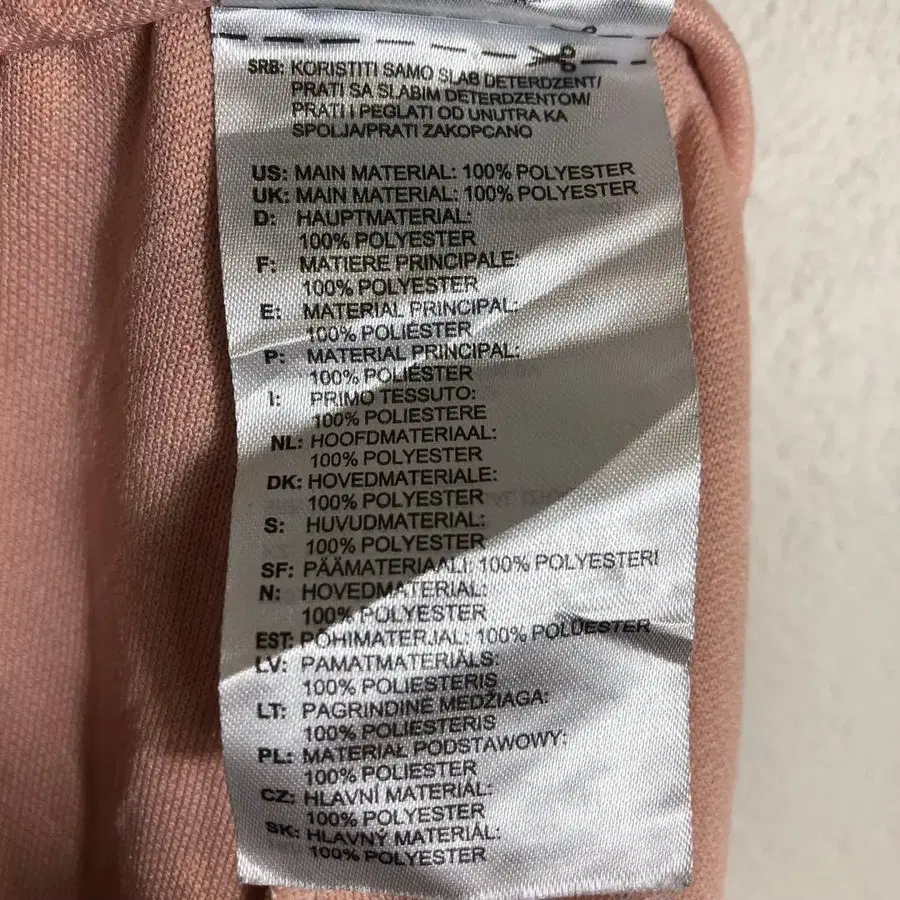 SRB: KORISTITI SAMO SLAB DETERDZENT/
PRATI SA SLABIM DETERDZENTOM/
PRATI I PEGLATI OD UNUTRA KA
SPOLJA/PRATI ZAKOPCANO
US: MAIN MATERIAL: 100% POLYESTER
UK: MAIN MATERIAL: 100% POLYESTER
D: HAUPTMATERIAL:
100% POLYESTER
F: MATIERE PRINCIPALE:
100% POLYESTER
E: MATERIAL PRINCIPAL:
100% POLIÉSTER
P: MATERIAL PRINCIPAL:
100% POLIÉSTER
I: PRIMO TESSUTO:
100% POLIESTERE
NL: HOOFDMATERIAAL:
100% POLYESTER
DK: HOVEDMATERIALE:
100% POLYESTER
S: HUVUDMATERIAL:
100% POLYESTER
SF: PÄÄMATERIAALI: 100% POLYESTERI
N: HOVEDMATERIAL:
100% POLYESTER
EST: PÕHIMATERJAL: 100% POLÜESTER
LV: PAMATMATERIĀLS:
100% POLIESTERIS
LT: PAGRINDINE MEDŽIAGA:
100% POLIESTERIS
PL: MATERIAŁ PODSTAWOWY:
100% POLIESTER
CZ: HLAVNÍ MATERIÁL:
100% POLYESTER
SK: HLAVNÝ MATERIÁL:
100% POLYESTER